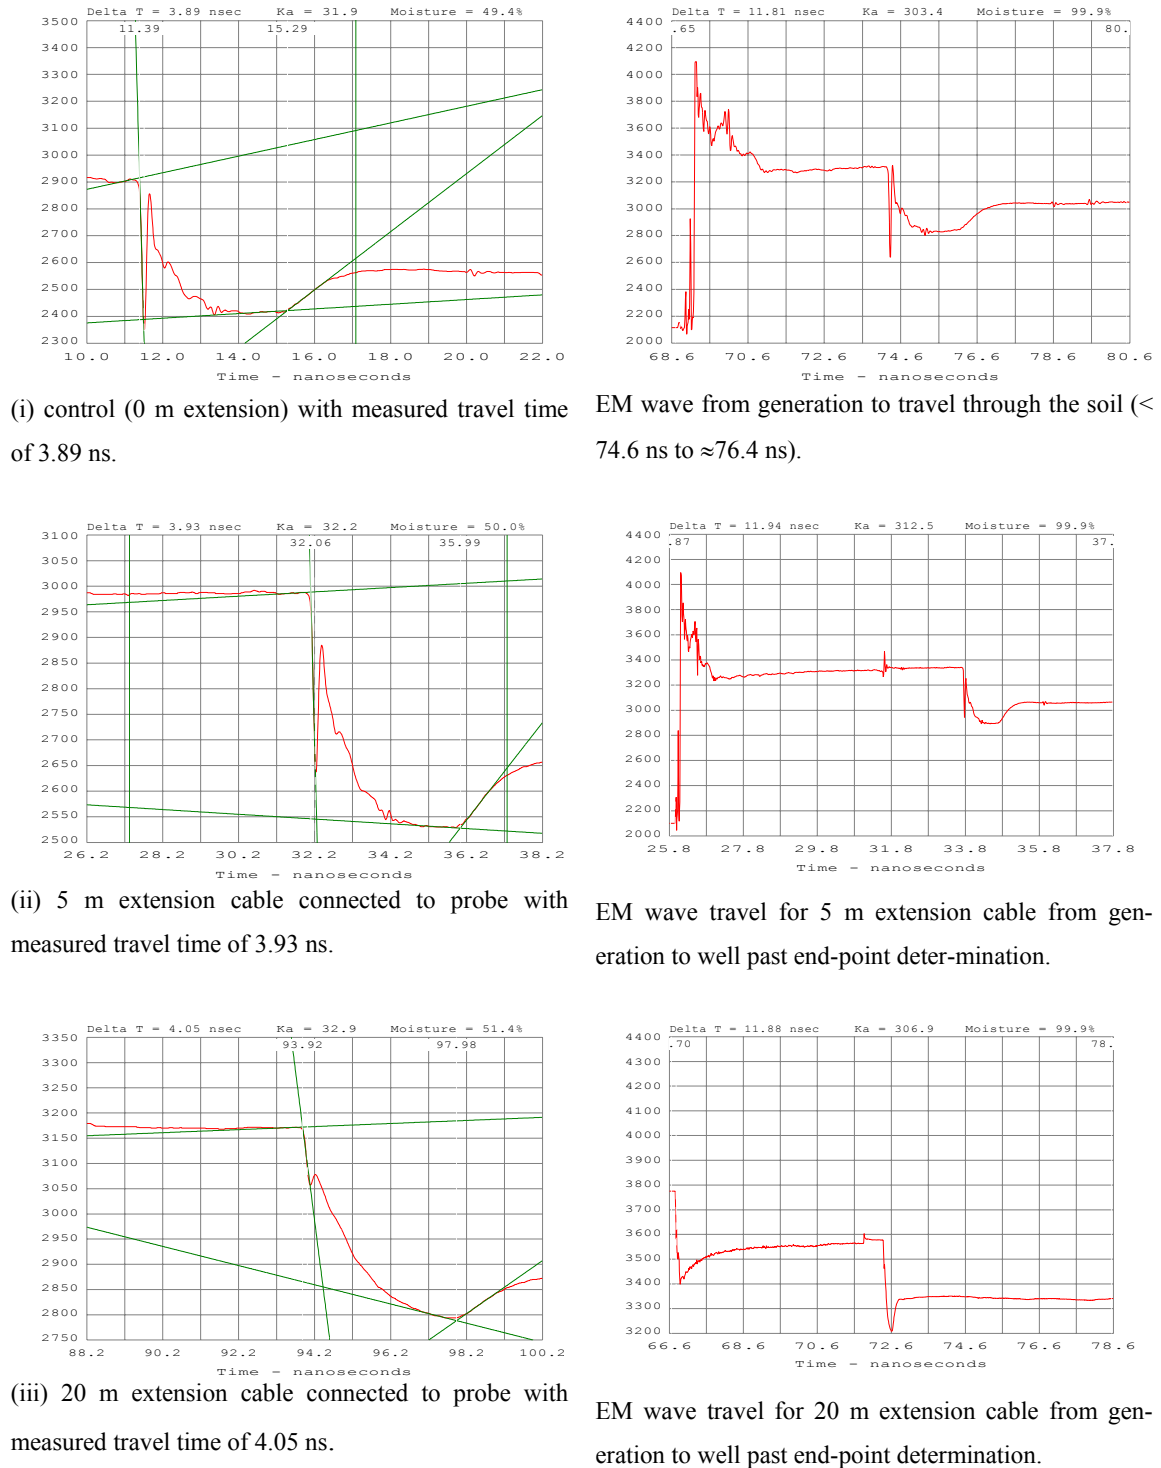 Delta T = 3.89 nsec Ka = 31.9 Moisture = 49.4%
11.39 15.29
3500
3400
3300
3200
3100
3000
2900
2800
2700
2600
2500
2400
2300
10.0 12.0 14.0 16.0 18.0 20.0 22.0
Time - nanoseconds
(i) control (0 m extension) with measured travel time
of 3.89 ns.
Delta T = 11.81 nsec Ka = 303.4 Moisture = 99.9%
.65 80.
4400
4200
4000
3800
3600
3400
3200
3000
2800
2600
2400
2200
2000
68.6 70.6 72.6 74.6 76.6 78.6 80.6
Time - nanoseconds
EM wave from generation to travel through the soil (<
74.6 ns to ≈76.4 ns).
Delta T = 3.93 nsec Ka = 32.2 Moisture = 50.0%
32.06 35.99
3100
3050
3000
2950
2900
2850
2800
2750
2700
2650
2600
2550
2500
26.2 28.2 30.2 32.2 34.2 36.2 38.2
Time - nanoseconds
(ii) 5 m extension cable connected to probe with
measured travel time of 3.93 ns.
Delta T = 11.94 nsec Ka = 312.5 Moisture = 99.9%
.87 37.
4400
4200
4000
3800
3600
3400
3200
3000
2800
2600
2400
2200
2000
25.8 27.8 29.8 31.8 33.8 35.8 37.8
Time - nanoseconds
EM wave travel for 5 m extension cable from gen-
eration to well past end-point deter-mination.
Delta T = 4.05 nsec Ka = 32.9 Moisture = 51.4%
93.92 97.98
3350
3300
3250
3200
3150
3100
3050
3000
2950
2900
2850
2800
2750
88.2 90.2 92.2 94.2 96.2 98.2 100.2
Time - nanoseconds
(iii) 20 m extension cable connected to probe with
measured travel time of 4.05 ns.
Delta T = 11.88 nsec Ka = 306.9 Moisture = 99.9%
.70 78.
4400
4300
4200
4100
4000
3900
3800
3700
3600
3500
3400
3300
3200
66.6 68.6 70.6 72.6 74.6 76.6 78.6
Time - nanoseconds
EM wave travel for 20 m extension cable from gen-
eration to well past end-point determination.